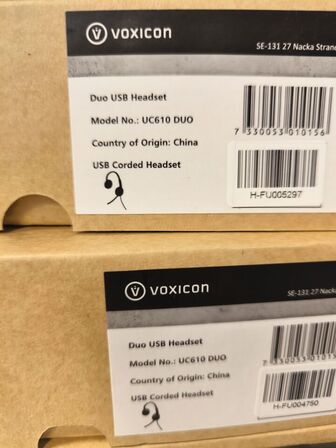 VOXICON
SE-131 27 Nacka Strand
Duo USB Headset
Model No.: UC610 DUO
Country of Origin: China
USB Corded Headset
7 330053 010156
H-FU005297
VOXICON
SE-131 27 Nacka
Duo USB Headset
Model No.: UC610 DUO
Country of Origin: China
USB Corded Headset
H-FU004750